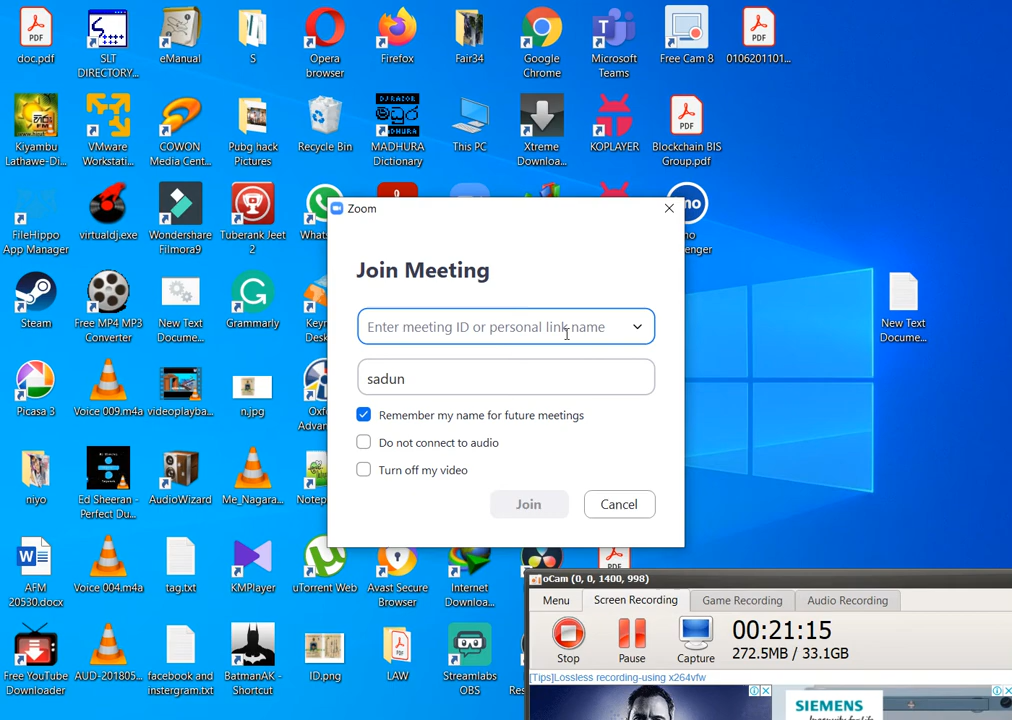 doc.pdf
SLT
DIRECTORY...
eManual
S
Opera
browser
Firefox
Fair34
Google
Chrome
Microsoft
Teams
Free Cam 8
0106201101...
Kiyambu
Lathawe-Di...
VMware
Workstati...
COWON
Media Cent...
Pubg hack
Pictures
Recycle Bin
MADHURA
Dictionary
This PC
Xtreme
Downloa...
KOPLAYER
Blockchain BIS
Group.pdf
FileHippo
App Manager
virtualdj.exe
Wondershare
Filmora9
Tuberank Jeet
2
Steam
Free MP4 MP3
Converter
New Text
Docume...
Grammarly
New Text
Docume...
Picasa 3
Voice 009.m4a
videoplayba...
n.jpg
niyo
Ed Sheeran -
Perfect Du...
AudioWizard
Me_Nagara...
AFM
20530.docx
Voice 004.m4a
tag.txt
KMPlayer
uTorrent Web
Avast Secure
Browser
Internet
Downloa...
Free YouTube
Downloader
AUD-201805...
facebook and
instergram.txt
BatmanAK -
Shortcut
ID.png
LAW
Streamlabs
OBS
Zoom
Join Meeting
Enter meeting ID or personal link name
sadun
Remember my name for future meetings
Do not connect to audio
Turn off my video
Join
Cancel
oCam (0, 0, 1400, 998)
Menu
Screen Recording
Game Recording
Audio Recording
Stop
Pause
Capture
00:21:15
272.5MB / 33.1GB
[Tips]Lossless recording-using x264vfw
SIEMENS